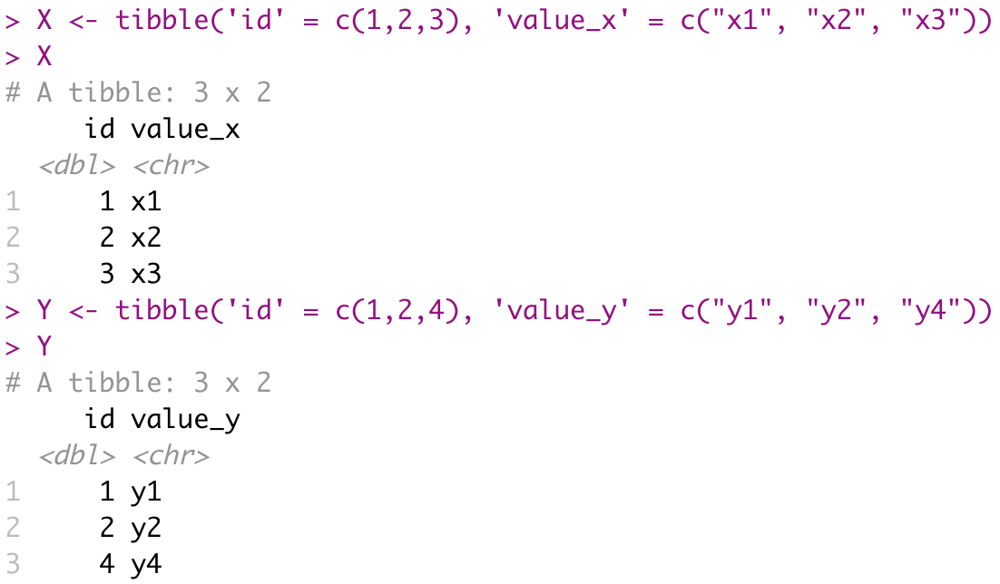 > X <- tibble('id' = c(1,2,3), 'value_x' = c("x1", "x2", "x3"))
> X
# A tibble: 3 x 2
     id value_x
  <dbl> <chr>
1     1 x1
2     2 x2
3     3 x3
> Y <- tibble('id' = c(1,2,4), 'value_y' = c("y1", "y2", "y4"))
> Y
# A tibble: 3 x 2
     id value_y
  <dbl> <chr>
1     1 y1
2     2 y2
3     4 y4